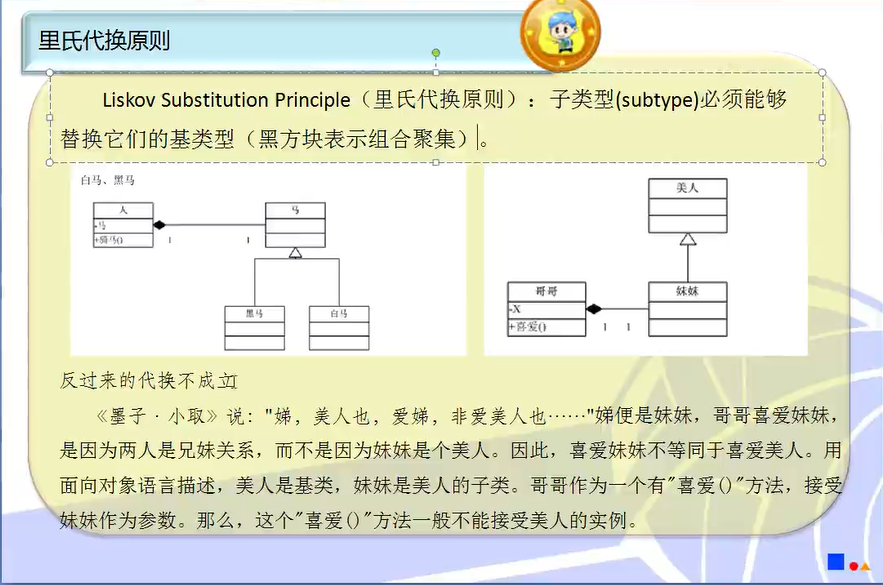 里氏代换原则
Liskov Substitution Principle（里氏代换原则）：子类型(subtype)必须能够
替换它们的基类型（黑方块表示组合聚集）。
白马、黑马
人
-马
+骑马()
1
1
马
黑马
白马
美人
哥哥
-X
+喜爱()
1
1
妹妹
反过来的代换不成立
《墨子·小取》说："娣，美人也，爱娣，非爱美人也……"娣便是妹妹，哥哥喜爱妹妹，
是因为两人是兄妹关系，而不是因为妹妹是个美人。因此，喜爱妹妹不等同于喜爱美人。用
面向对象语言描述，美人是基类，妹妹是美人的子类。哥哥作为一个有"喜爱()"方法，接受
妹妹作为参数。那么，这个"喜爱()"方法一般不能接受美人的实例。